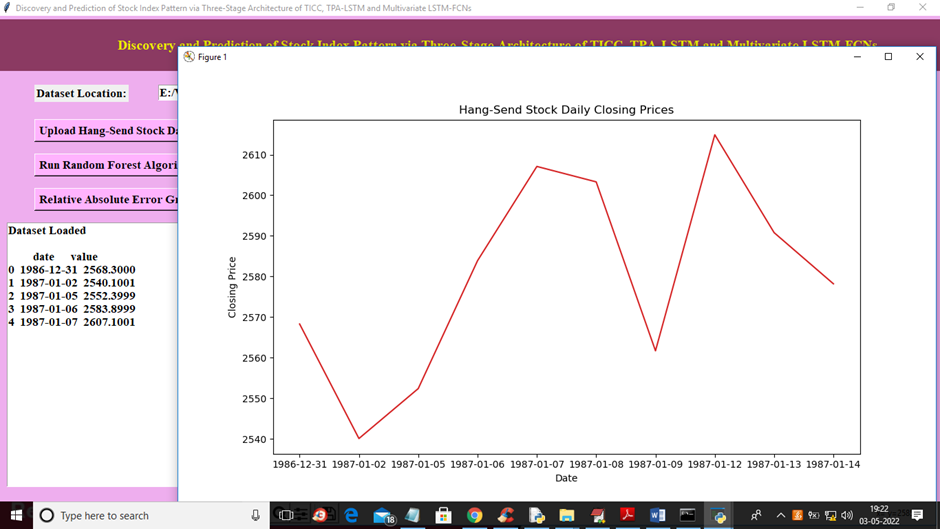 Discovery and Prediction of Stock Index Pattern via Three-Stage Architecture of TICC, TPA-LSTM and Multivariate LSTM-FCNs
Discovery and Prediction of Stock Index Pattern via Three-Stage Architecture of TICC, TPA-LSTM and Multivariate LSTM-FCNs
Figure 1
Dataset Location:
E:/
Upload Hang-Send Stock Da
Run Random Forest Algori
Relative Absolute Error Gr
Dataset Loaded
date value
0 1986-12-31 2568.3000
1 1987-01-02 2540.1001
2 1987-01-05 2552.3999
3 1987-01-06 2583.8999
4 1987-01-07 2607.1001
Hang-Send Stock Daily Closing Prices
Closing Price
2610
2600
2590
2580
2570
2560
2550
2540
1986-12-31 1987-01-02 1987-01-05 1987-01-06 1987-01-07 1987-01-08 1987-01-09 1987-01-12 1987-01-13 1987-01-14
Date
Type here to search
18
19:22
03-05-2022